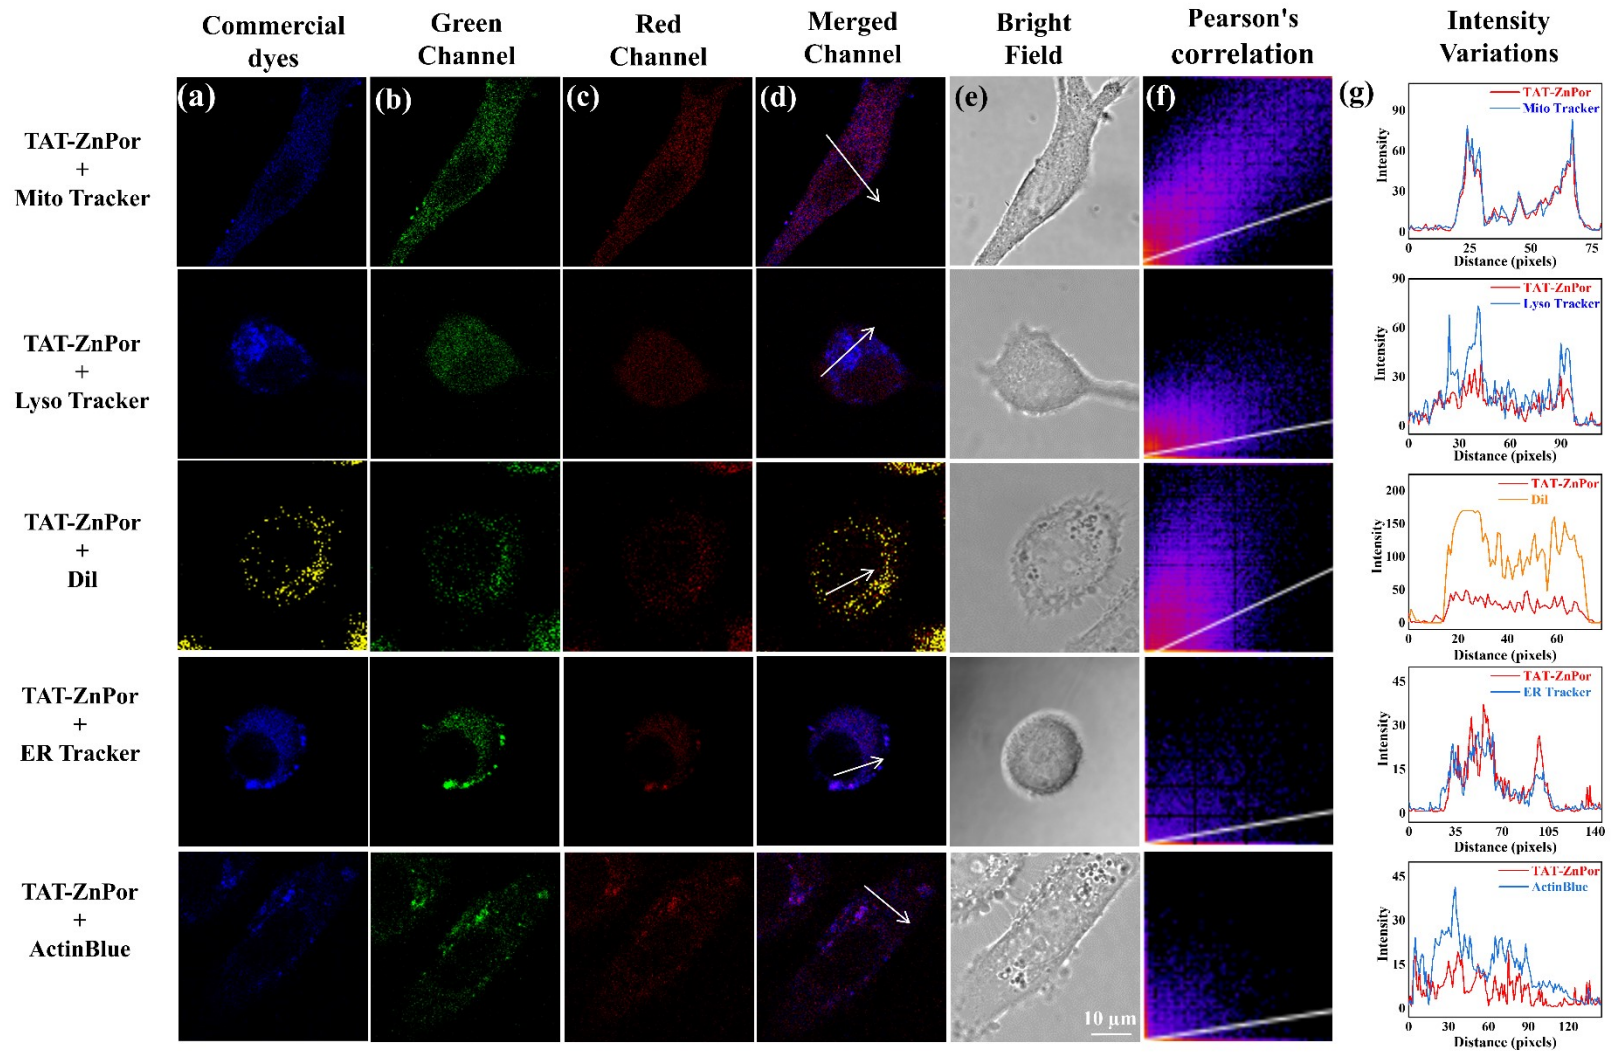 Commercial dyes
Green Channel
Red Channel
Merged Channel
Bright Field
Pearson's correlation
Intensity Variations
(a)
(b)
(c)
(d)
(e)
(f)
(g)
TAT-ZnPor
+
Mito Tracker
TAT-ZnPor
Mito Tracker
Intensity
90
60
30
0
0 25 50 75
Distance (pixels)
TAT-ZnPor
+
Lyso Tracker
TAT-ZnPor
Lyso Tracker
Intensity
90
60
30
0
0 30 60 90
Distance (pixels)
TAT-ZnPor
+
Dil
TAT-ZnPor
Dil
Intensity
200
150
100
50
0
0 20 40 60
Distance (pixels)
TAT-ZnPor
+
ER Tracker
TAT-ZnPor
ER Tracker
Intensity
45
30
15
0
0 35 70 105 140
Distance (pixels)
TAT-ZnPor
+
ActinBlue
10 μm
TAT-ZnPor
ActinBlue
Intensity
45
30
15
0
0 30 60 90 120
Distance (pixels)